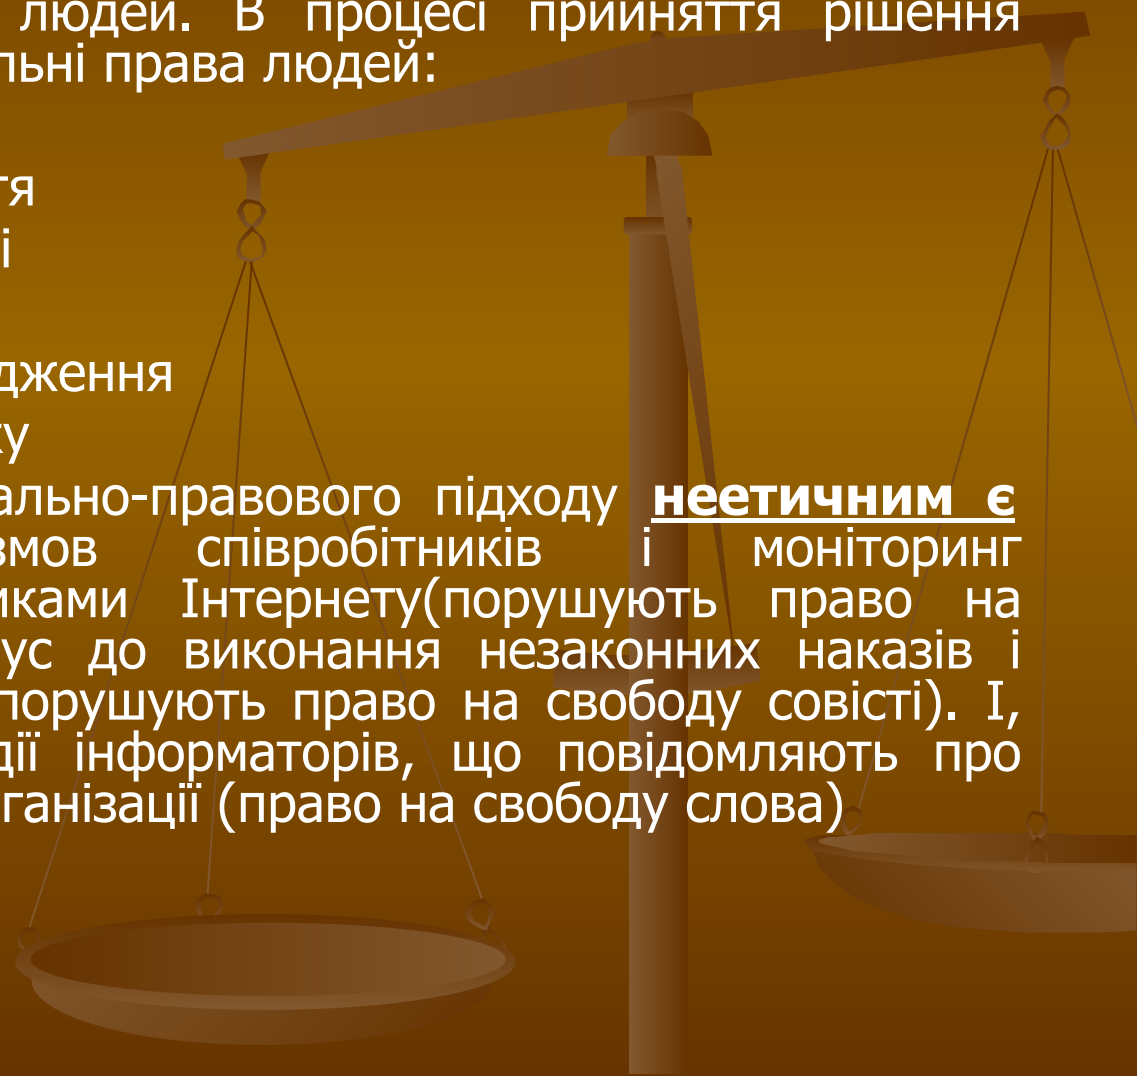 людей. В процесі прийняття рішення
льні права людей:
тя
і
дження
ку
ально-правового підходу неетичним є
змов співробітників і моніторинг
иками Інтернету(порушують право на
ус до виконання незаконних наказів і
порушують право на свободу совісті). І,
дії інформаторів, що повідомляють про
ганізації (право на свободу слова)